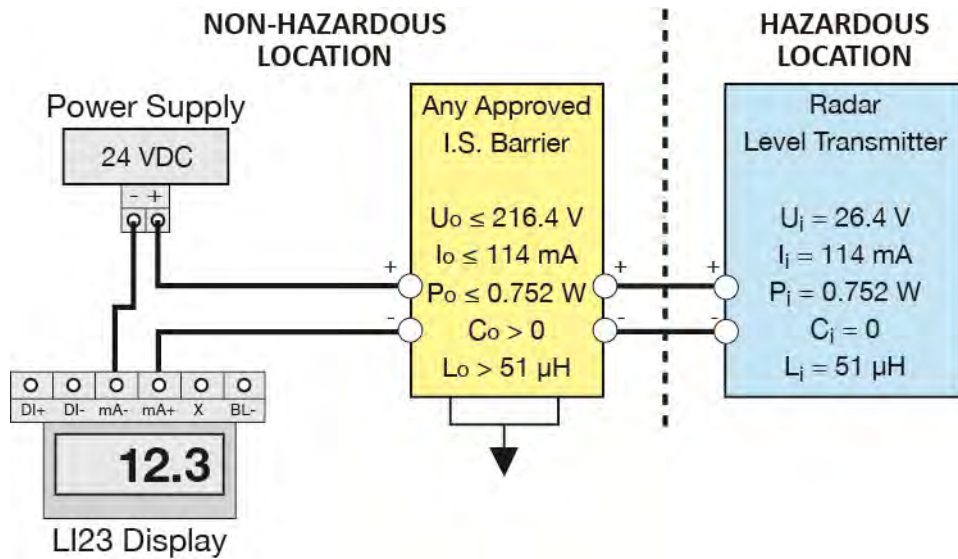 NON-HAZARDOUS
LOCATION
HAZARDOUS
LOCATION
Power Supply
24 VDC
- +
Any Approved
I.S. Barrier
Uo ≤ 216.4 V
Io ≤ 114 mA
Po ≤ 0.752 W
Co > 0
Lo > 51 µH
+
-
+
-
Radar
Level Transmitter
Ui = 26.4 V
Ii = 114 mA
Pi = 0.752 W
Ci = 0
Li = 51 µH
+
-
DI+ DI- mA- mA+ X BL-
12.3
LI23 Display